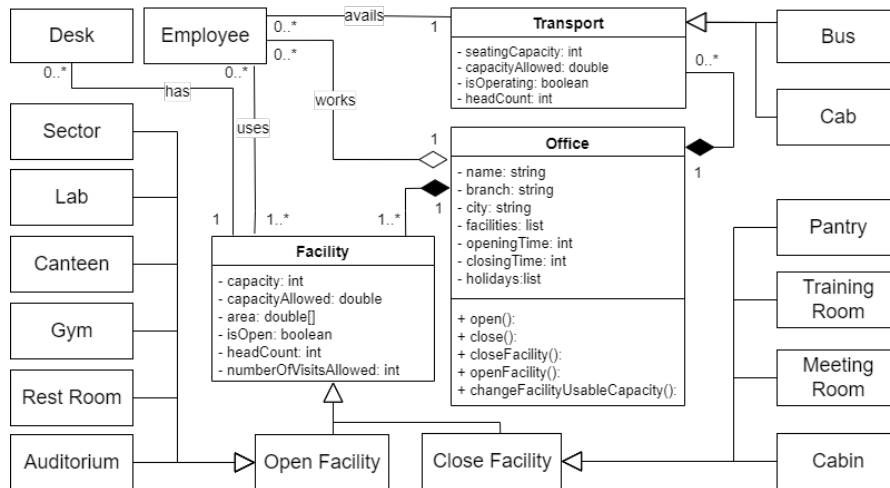 Desk
Employee
0..*
avails
1
Transport
- seatingCapacity: int
- capacityAllowed: double
- isOperating: boolean
- headCount: int
Bus
Cab
0..*
0..*
0..*
0..*
has
uses
works
1
Office
- name: string
- branch: string
- city: string
- facilities: list
- openingTime: int
- closingTime: int
- holidays:list
+ open():
+ close():
+ closeFacility():
+ openFacility():
+ changeFacilityUsableCapacity():
1
1
1
1..*
1..*
Facility
- capacity: int
- capacityAllowed: double
- area: double[]
- isOpen: boolean
- headCount: int
- numberOfVisitsAllowed: int
Sector
Lab
Canteen
Gym
Rest Room
Auditorium
Open Facility
Close Facility
Pantry
Training
Room
Meeting
Room
Cabin